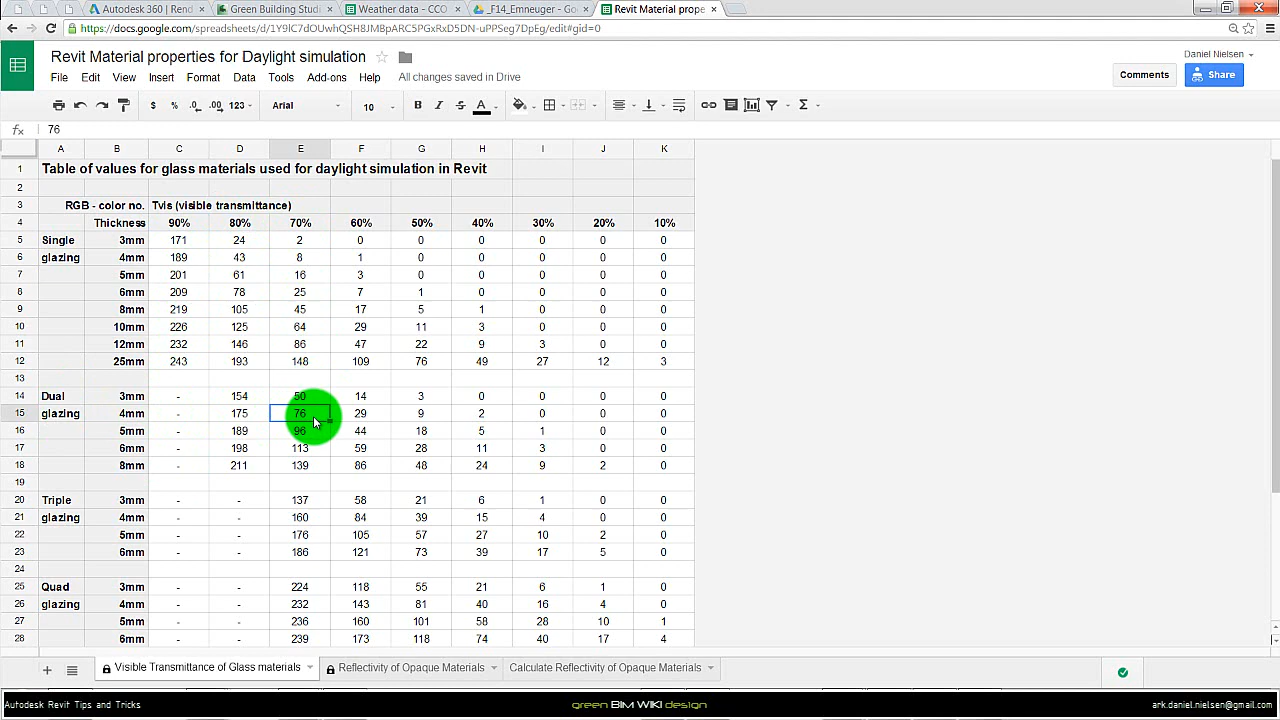 Autodesk 360 | Rend
Green Building Studi
Weather data - CCO
_F14_Emneuger -
Revit Material prope
https://docs.google.com/spreadsheets/d/1Y9lC7dOUwhQSH8JMBpARC5PGxRxD5DN-uPPSeg7DpEg/edit#gid=0
Revit Material properties for Daylight simulation
Daniel Nielsen
File Edit View Insert Format Data Tools Add-ons Help All changes saved in Drive
Comments Share
$ % .0 .00 123 Arial 10 B I S A Σ
fx 76
A B C D E F G H I J K
1 Table of values for glass materials used for daylight simulation in Revit
2
3 RGB - color no. Tvis (visible transmittance)
4 Thickness 90% 80% 70% 60% 50% 40% 30% 20% 10%
5 Single 3mm 171 24 2 0 0 0 0 0 0
6 glazing 4mm 189 43 8 1 0 0 0 0 0
7 5mm 201 61 16 3 0 0 0 0 0
8 6mm 209 78 25 7 1 0 0 0 0
9 8mm 219 105 45 17 5 1 0 0 0
10 10mm 226 125 64 29 11 3 0 0 0
11 12mm 232 146 86 47 22 9 3 0 0
12 25mm 243 193 148 109 76 49 27 12 3
13
14 Dual 3mm - 154 50 14 3 0 0 0 0
15 glazing 4mm - 175 76 29 9 2 0 0 0
16 5mm - 189 96 44 18 5 1 0 0
17 6mm - 198 113 59 28 11 3 0 0
18 8mm - 211 139 86 48 24 9 2 0
19
20 Triple 3mm - - 137 58 21 6 1 0 0
21 glazing 4mm - - 160 84 39 15 4 0 0
22 5mm - - 176 105 57 27 10 2 0
23 6mm - - 186 121 73 39 17 5 0
24
25 Quad 3mm - - 224 118 55 21 6 1 0
26 glazing 4mm - - 232 143 81 40 16 4 0
27 5mm - - 236 160 101 58 28 10 1
28 6mm - - 239 173 118 74 40 17 4
Visible Transmittance of Glass materials Reflectivity of Opaque Materials Calculate Reflectivity of Opaque Materials
Autodesk Revit Tips and Tricks green BIM WIKI design ark.daniel.nielsen@gmail.com